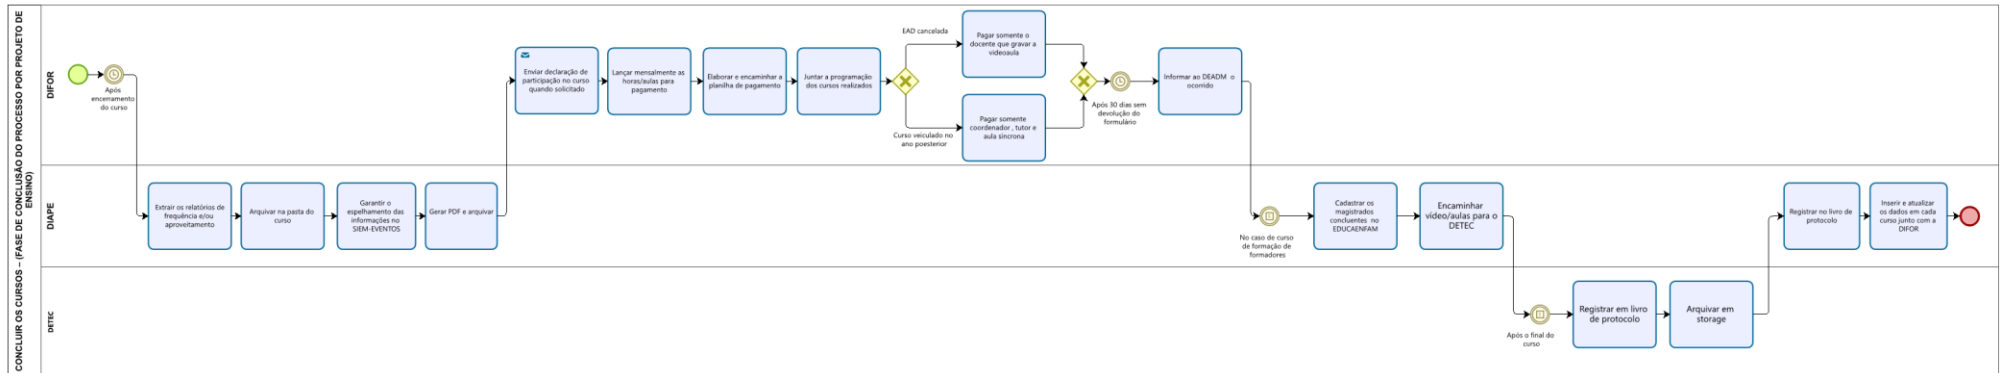 CONCLUIR OS CURSOS – (FASE DE CONCLUSÃO DO PROCESSO POR PROJETO DE
ENSINO)
DIFOR
Após
encerramento
do curso
Enviar declaração de
participação no curso
quando solicitado
Lançar mensalmente as
horas/aulas para
pagamento
Elaborar e encaminhar a
planilha de pagamento
Juntar a programação
dos cursos realizados
EAD cancelada
Curso veiculado no
ano poesterior
Pagar somente o
docente que gravar a
videoaula
Pagar somente
coordenador , tutor e
aula síncrona
Após 30 dias sem
devolução do
formulário
Informar ao DEADM o
ocorrido
DIAPE
Extrair os relatórios de
frequência e/ou
aproveitamento
Arquivar na pasta do
curso
Garantir o
espelhamento das
informações no
SIEM-EVENTOS
Gerar PDF e arquivar
No caso de curso
de formação de
formadores
Cadastrar os
magistrados
concluentes no
EDUCAENFAM
Encaminhar
vídeo/aulas para o
DETEC
Registrar no livro de
protocolo
Inserir e atualizar
os dados em cada
curso junto com a
DIFOR
DETEC
Após o final do
curso
Registrar em livro
de protocolo
Arquivar em
storage